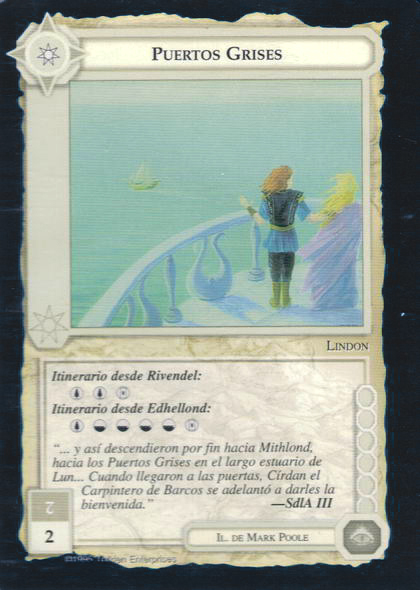 PUERTOS GRISES
LINDON
Itinerario desde Rivendel:
Itinerario desde Edhellond:
“... y así descendieron por fin hacia Mithlond,
hacia los Puertos Grises en el largo estuario de
Lun... Cuando llegaron a las puertas, Círdan el
Carpintero de Barcos se adelantó a darles la
bienvenida.” —SdlA III
2
2
IL. DE MARK POOLE
Enterprises